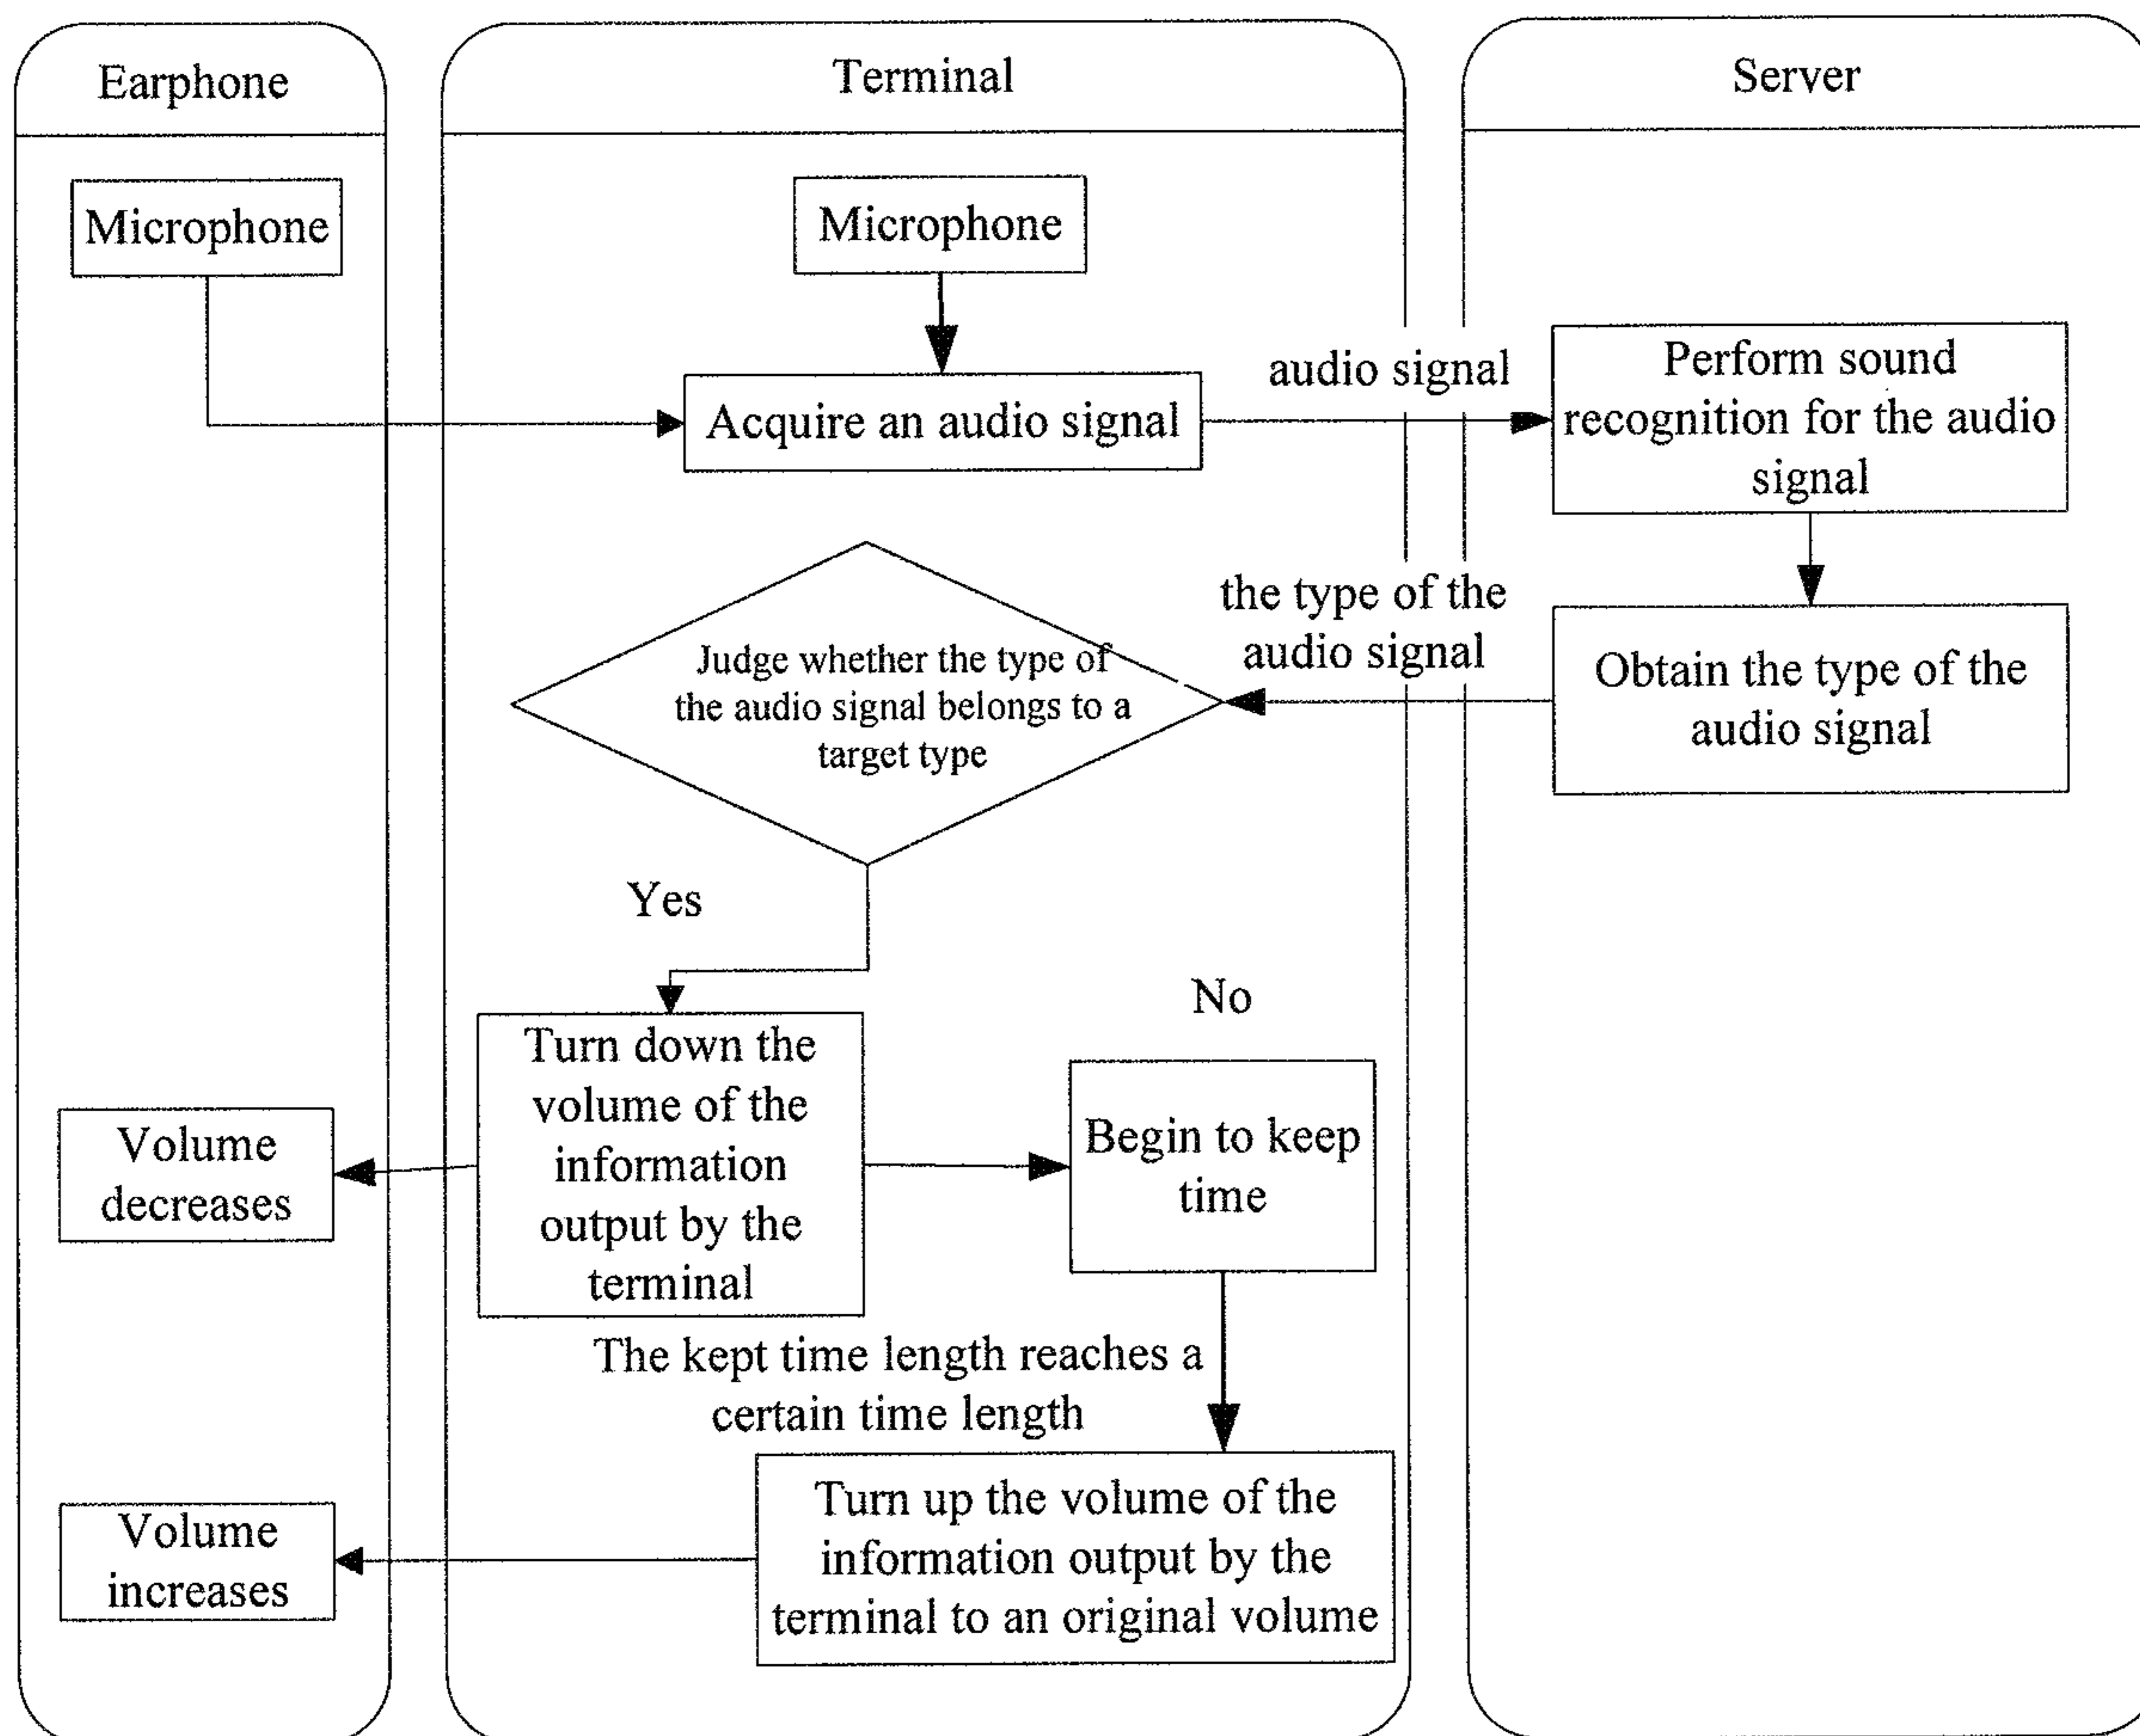 Earphone
Terminal
Server
Microphone
Microphone
Acquire an audio signal
audio signal
Perform sound
recognition for the audio
signal
the type of the
audio signal
Obtain the type of the
audio signal
Judge whether the type of
the audio signal belongs to a
target type
Yes
No
Turn down the
volume of the
information
output by the
terminal
Begin to keep
time
Volume
decreases
The kept time length reaches a
certain time length
Turn up the volume of the
information output by the
terminal to an original volume
Volume
increases